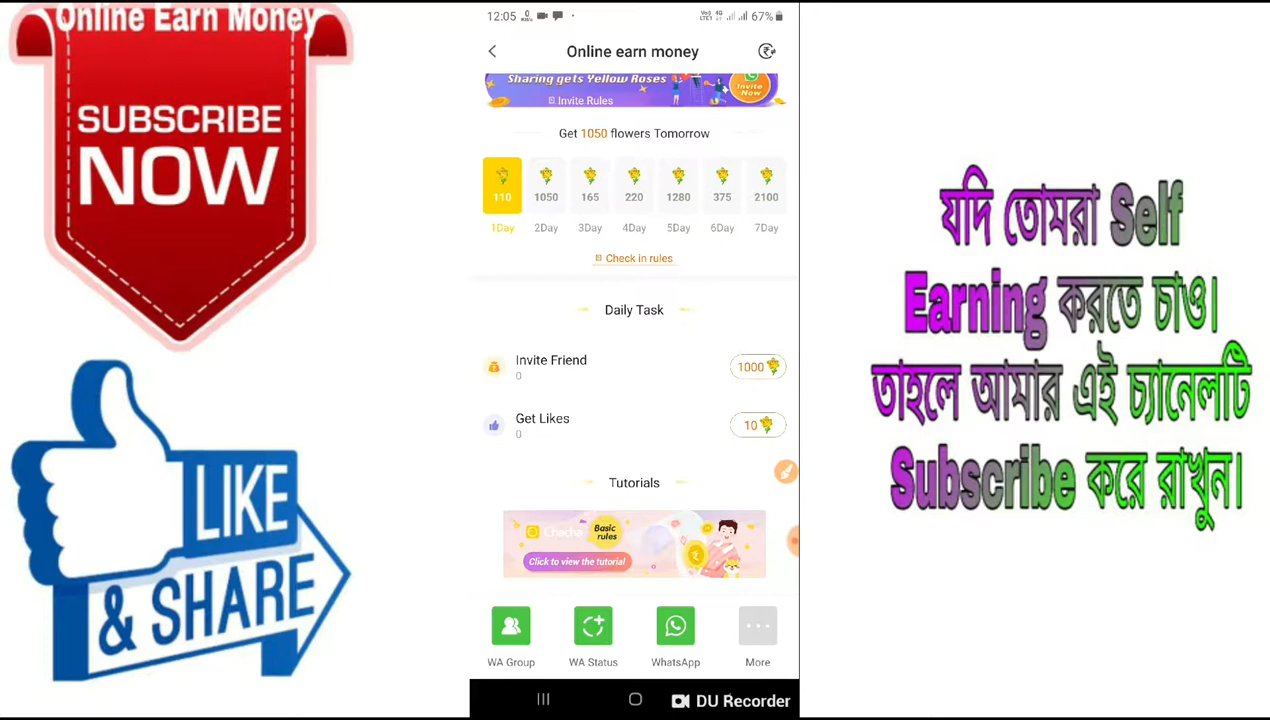 Online Earn Money
SUBSCRIBE
NOW
LIKE
& SHARE
12:05
67%
Online earn money
Sharing gets Yellow Roses
Invite Rules
Invite
Now
Get 1050 flowers Tomorrow
110 1050 165 220 1280 375 2100
1Day 2Day 3Day 4Day 5Day 6Day 7Day
Check in rules
Daily Task
Invite Friend
0
1000
Get Likes
0
10
Tutorials
Chacha
Basic
rules
Click to view the tutorial
WA Group WA Status WhatsApp More
DU Recorder
যদি তোমরা Self
Earning করতে চাও।
তাহলে আমার এই চ্যানেলটি
Subscribe করে রাখুন।